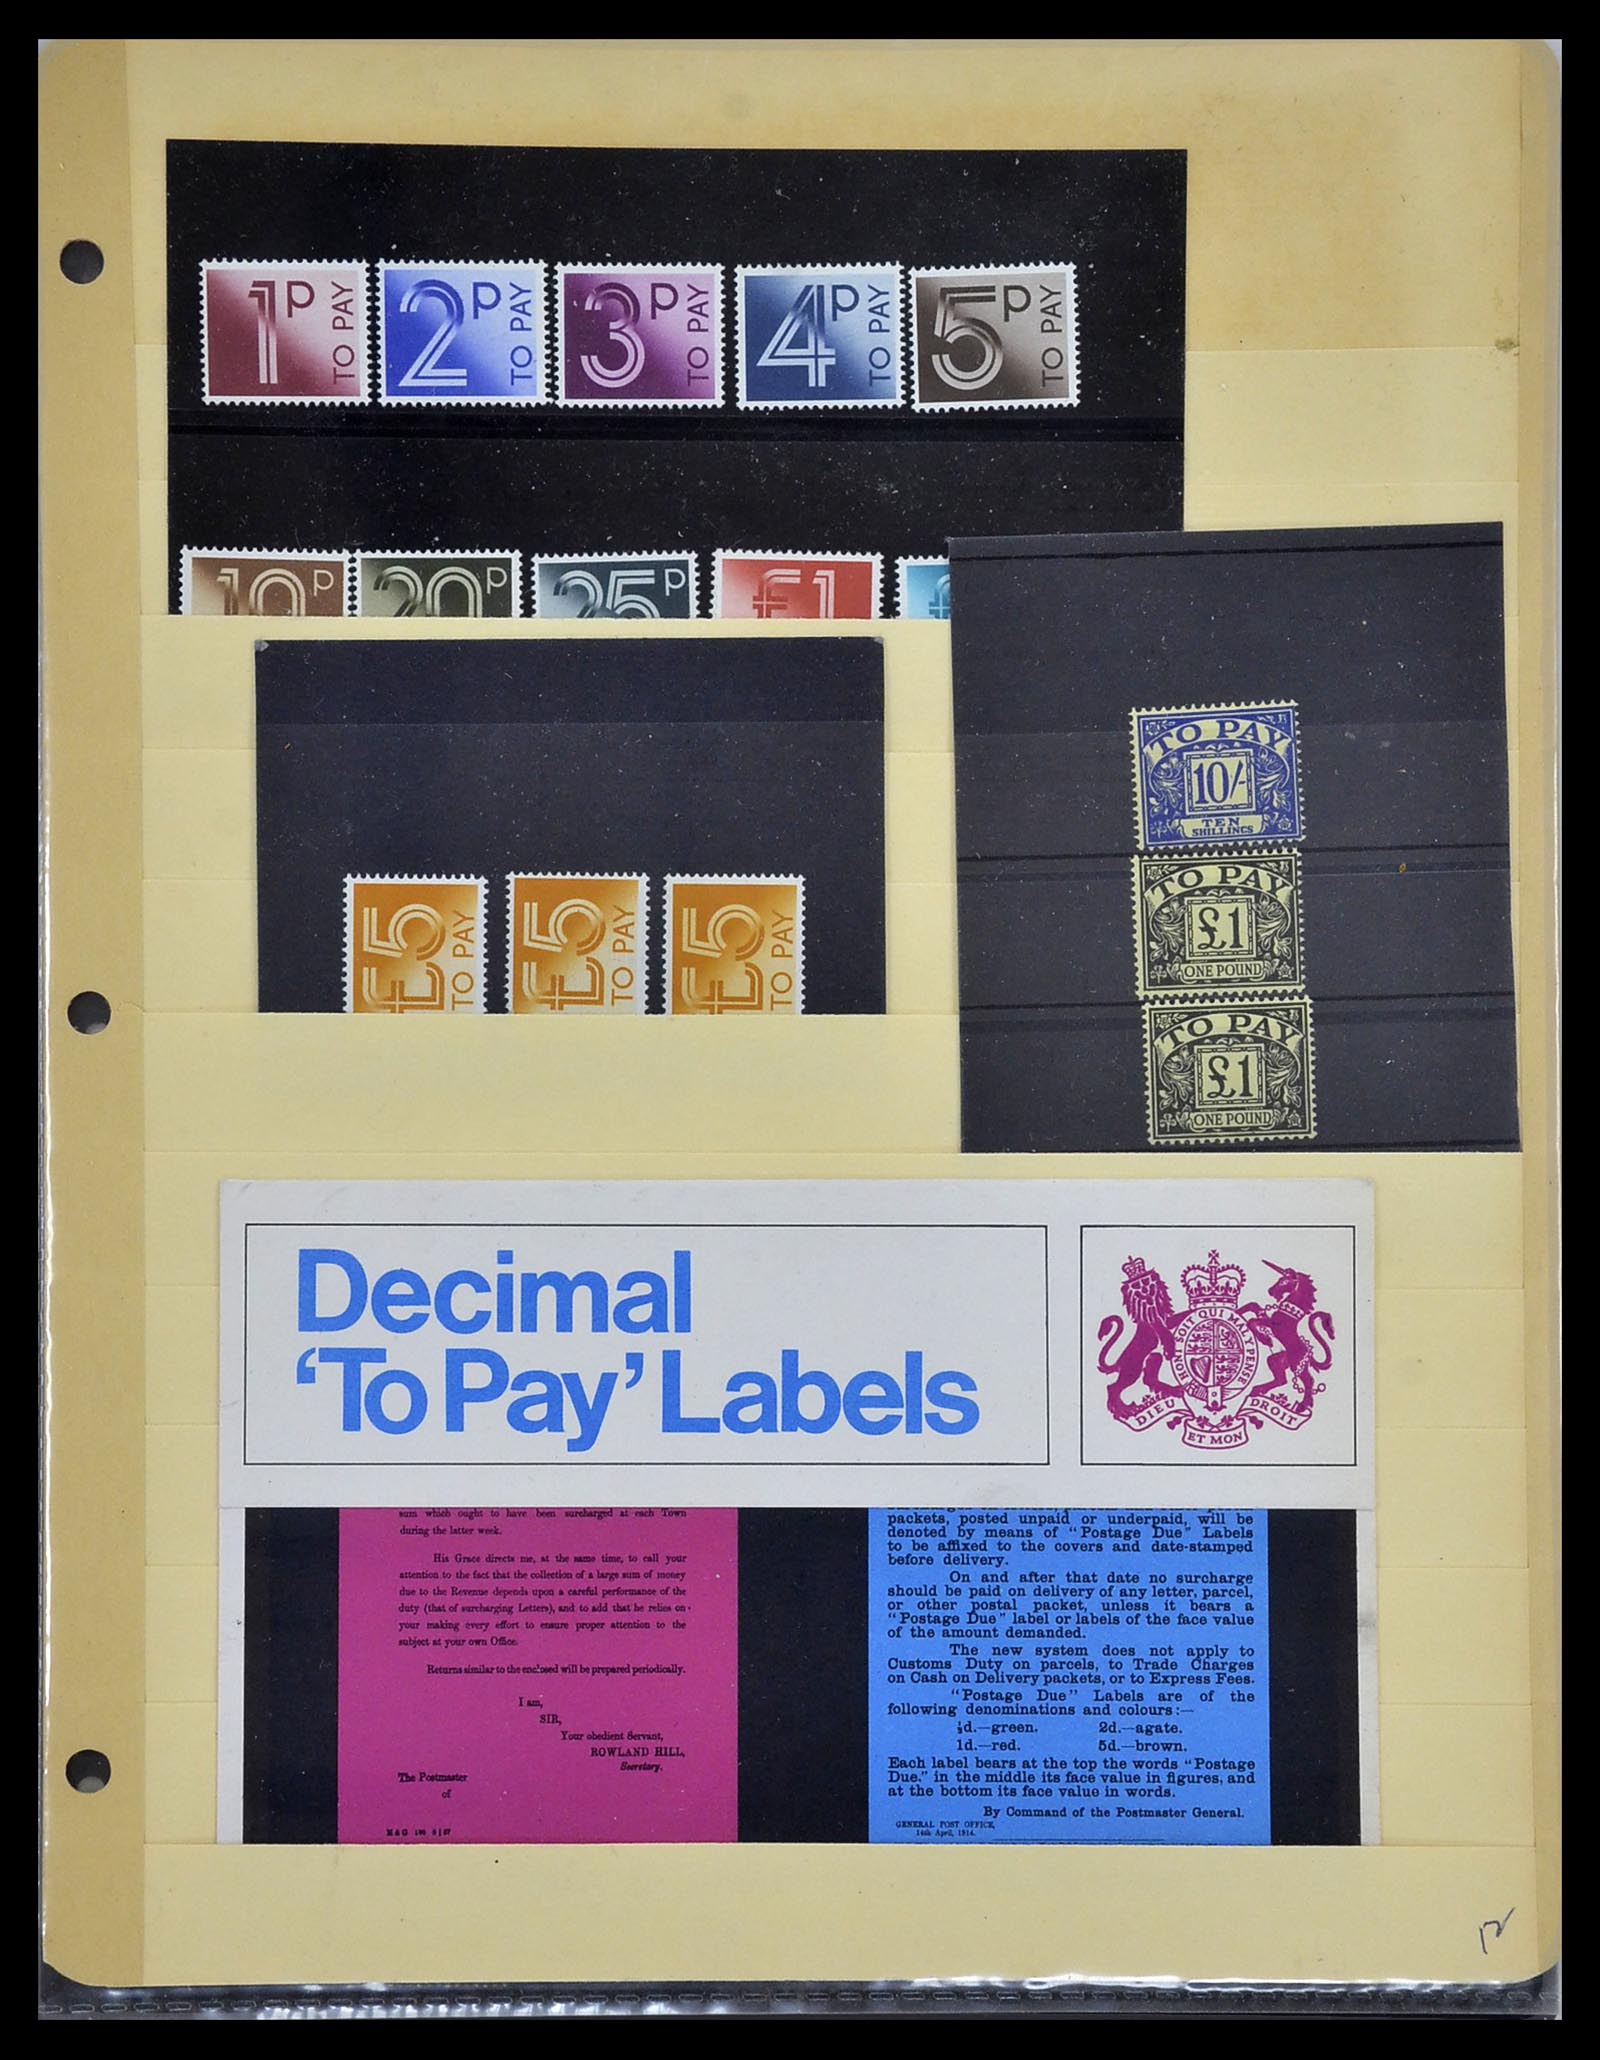 1P TO PAY
2P TO PAY
3P TO PAY
4P TO PAY
5P TO PAY
10P
20P
25P
£1
£5 TO PAY
£5 TO PAY
£5 TO PAY
TO PAY
10/-
TEN
SHILLINGS
TO PAY
£1
ONE POUND
TO PAY
£1
ONE POUND
Decimal
‘To Pay’ Labels
HONI SOIT QUI MAL Y PENSE
DIEU ET MON DROIT
sum which ought to have been surcharged at each Town
during the latter week.
His Grace directs me, at the same time, to call your
attention to the fact that the collection of a large sum of money
due to the Revenue depends upon a careful performance of the
duty (that of surcharging Letters), and to add that he relies on
your making every effort to ensure proper attention to the
subject at your own Office.
Returns similar to the enclosed will be prepared periodically.
I am,
SIR,
Your obedient Servant,
ROWLAND HILL,
Secretary.
The Postmaster
of
packets, posted unpaid or underpaid, will be
denoted by means of “Postage Due” Labels
to be affixed to the covers and date-stamped
before delivery.
On and after that date no surcharge
should be paid on delivery of any letter, parcel,
or other postal packet, unless it bears a
“Postage Due” label or labels of the face value
of the amount demanded.
The new system does not apply to
Customs Duty on parcels, to Trade Charges
on Cash on Delivery packets, or to Express Fees.
“Postage Due” Labels are of the
following denominations and colours:—
½d.—green. 2d.—agate.
1d.—red. 5d.—brown.
Each label bears at the top the words “Postage
Due,” in the middle its face value in figures, and
at the bottom its face value in words.
By Command of the Postmaster General.
GENERAL POST OFFICE,
14th April, 1914.